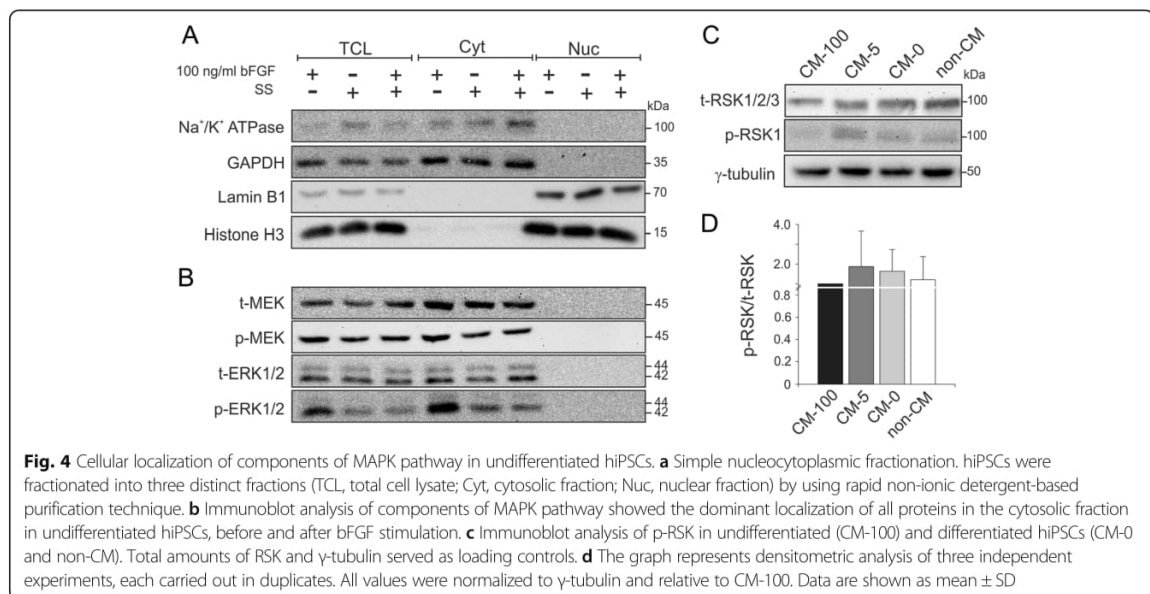 A
TCL Cyt Nuc
100 ng/ml bFGF + - + + - + + - +
SS - + + - + + - + +
kDa
Na⁺/K⁺ ATPase 100
GAPDH 35
Lamin B1 70
Histone H3 15
B
t-MEK 45
p-MEK 45
t-ERK1/2 44 42
p-ERK1/2 44 42
C
CM-100 CM-5 CM-0 non-CM
kDa
t-RSK1/2/3 100
p-RSK1 100
γ-tubulin 50
D
p-RSK/t-RSK
4.0
2.0
0.8
0.6
0.4
0.2
0
CM-100 CM-5 CM-0 non-CM
Fig. 4 Cellular localization of components of MAPK pathway in undifferentiated hiPSCs. a Simple nucleocytoplasmic fractionation. hiPSCs were
fractionated into three distinct fractions (TCL, total cell lysate; Cyt, cytosolic fraction; Nuc, nuclear fraction) by using rapid non-ionic detergent-based
purification technique. b Immunoblot analysis of components of MAPK pathway showed the dominant localization of all proteins in the cytosolic fraction
in undifferentiated hiPSCs, before and after bFGF stimulation. c Immunoblot analysis of p-RSK in undifferentiated (CM-100) and differentiated hiPSCs (CM-0
and non-CM). Total amounts of RSK and γ-tubulin served as loading controls. d The graph represents densitometric analysis of three independent
experiments, each carried out in duplicates. All values were normalized to γ-tubulin and relative to CM-100. Data are shown as mean ± SD